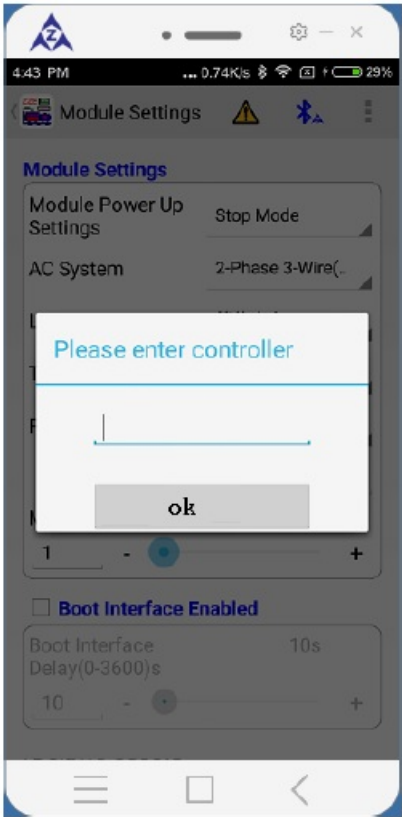 4:43 PM ... 0.74K/s 29%
Module Settings
Module Settings
Module Power Up
Settings
Stop Mode
AC System
2-Phase 3-Wire(..
Please enter controller
ok
1 - +
Boot Interface Enabled
Boot Interface
Delay(0-3600)s
10s
10 - +